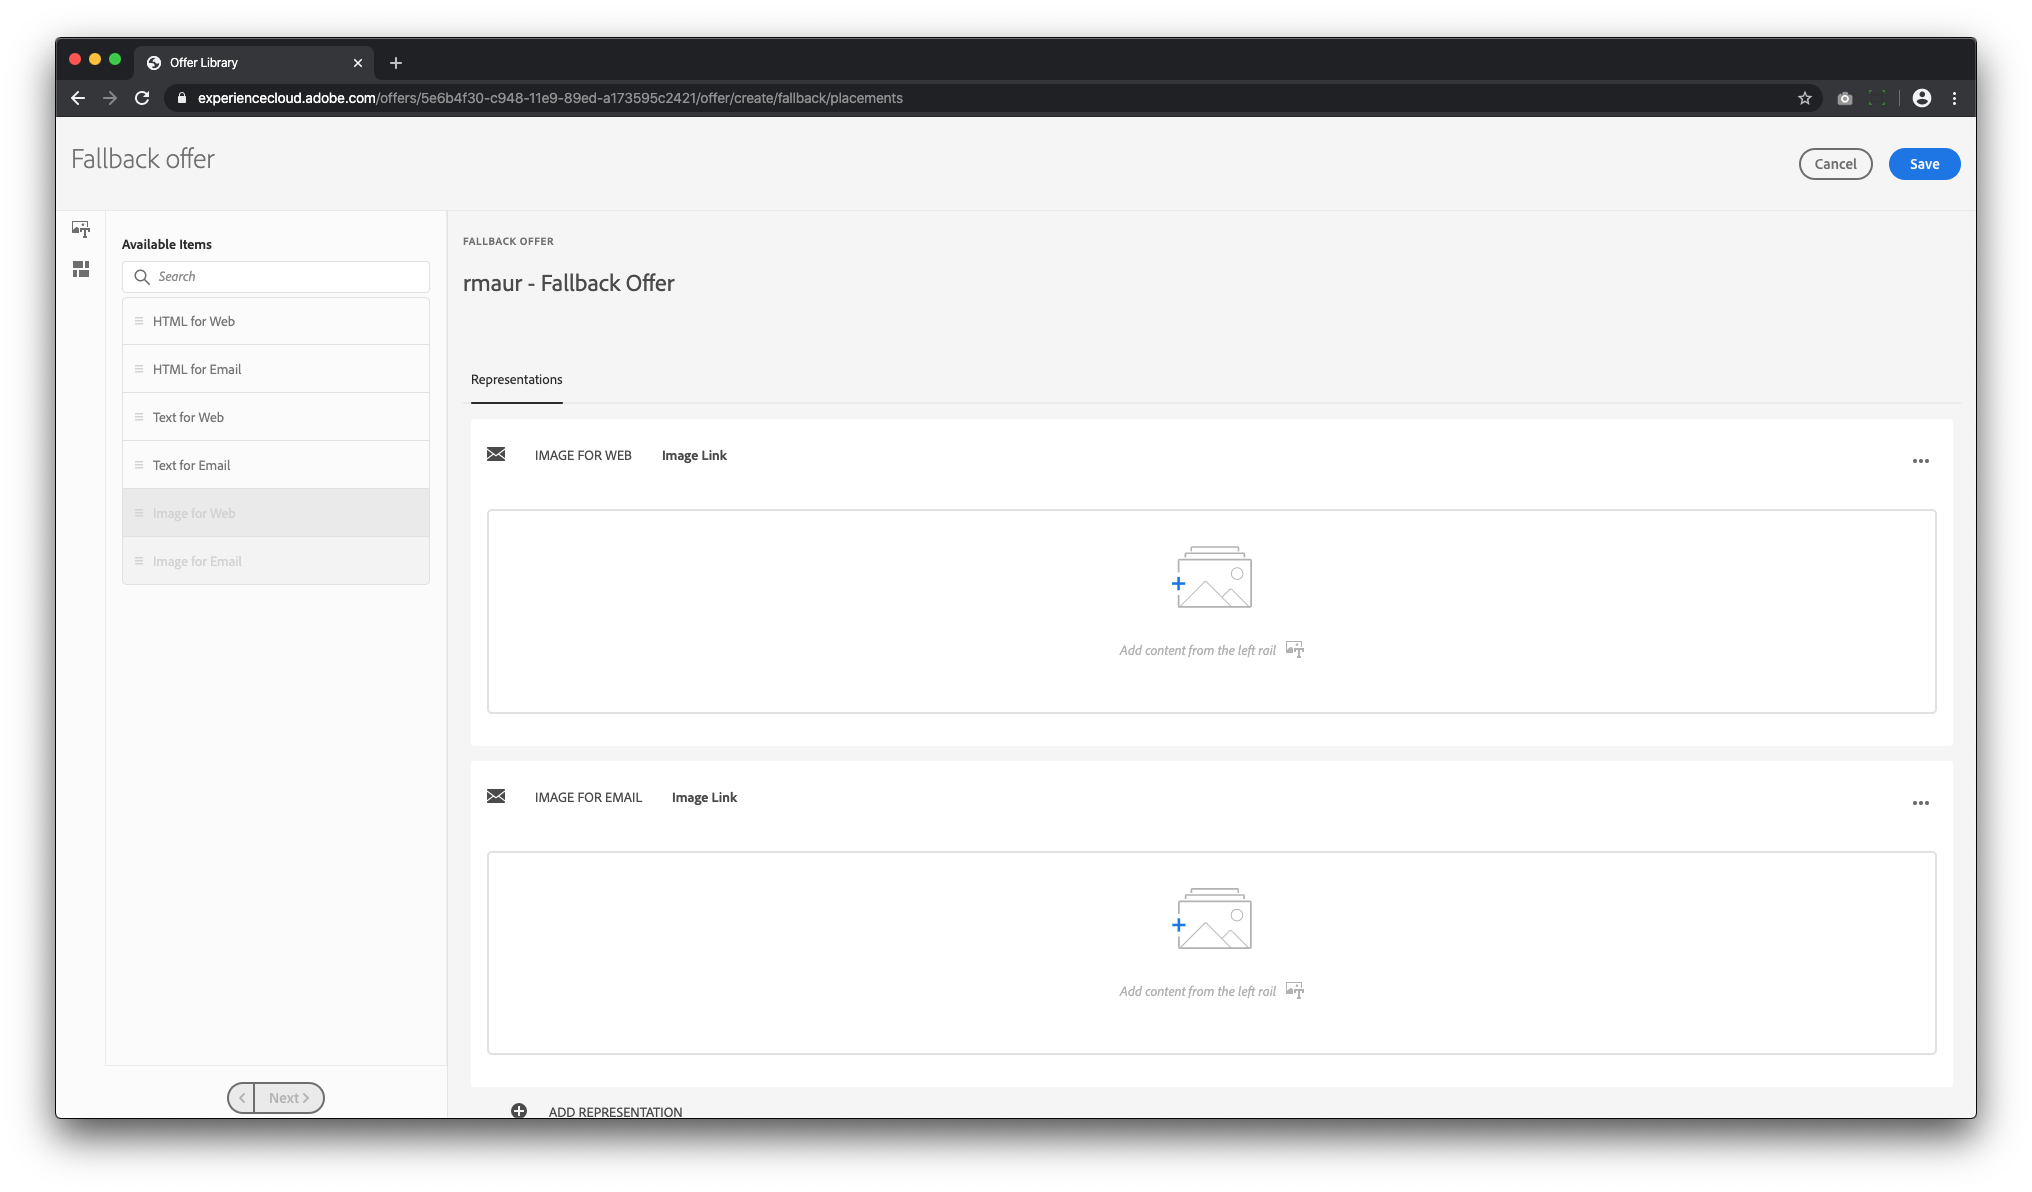 Offer Library
experiencecloud.adobe.com/offers/5e6b4f30-c948-11e9-89ed-a173595c2421/offer/create/fallback/placements
Fallback offer
Cancel
Save
Available Items
Search
HTML for Web
HTML for Email
Text for Web
Text for Email
Image for Web
Image for Email
Next
FALLBACK OFFER
rmaur - Fallback Offer
Representations
IMAGE FOR WEB Image Link
Add content from the left rail
IMAGE FOR EMAIL Image Link
Add content from the left rail
ADD REPRESENTATION